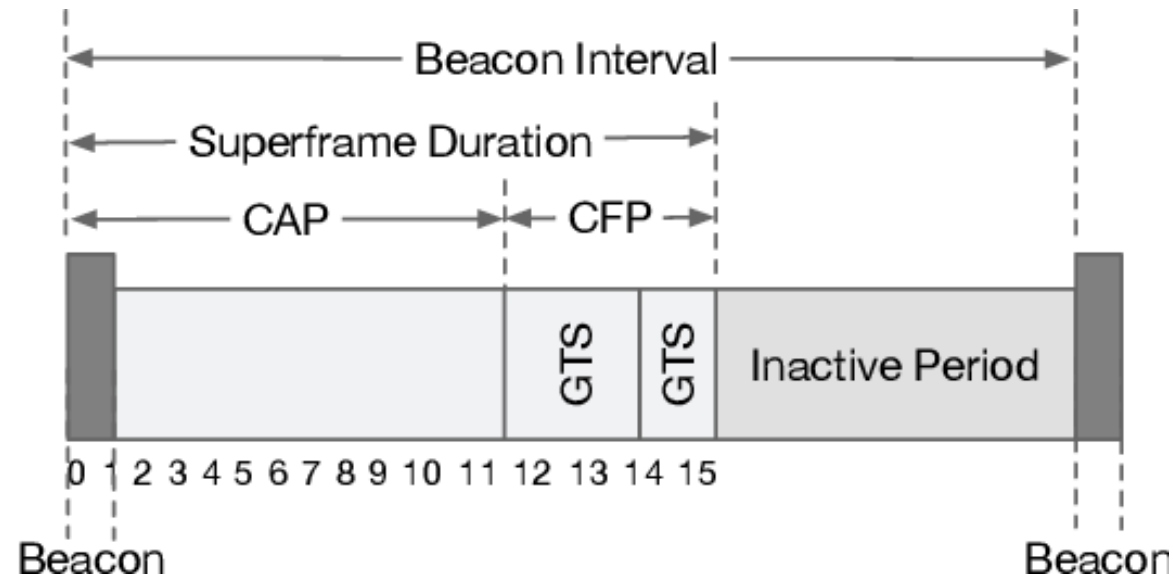 Beacon Interval
Superframe Duration
CAP CFP
GTS GTS Inactive Period
0 1 2 3 4 5 6 7 8 9 10 11 12 13 14 15
Beacon Beacon